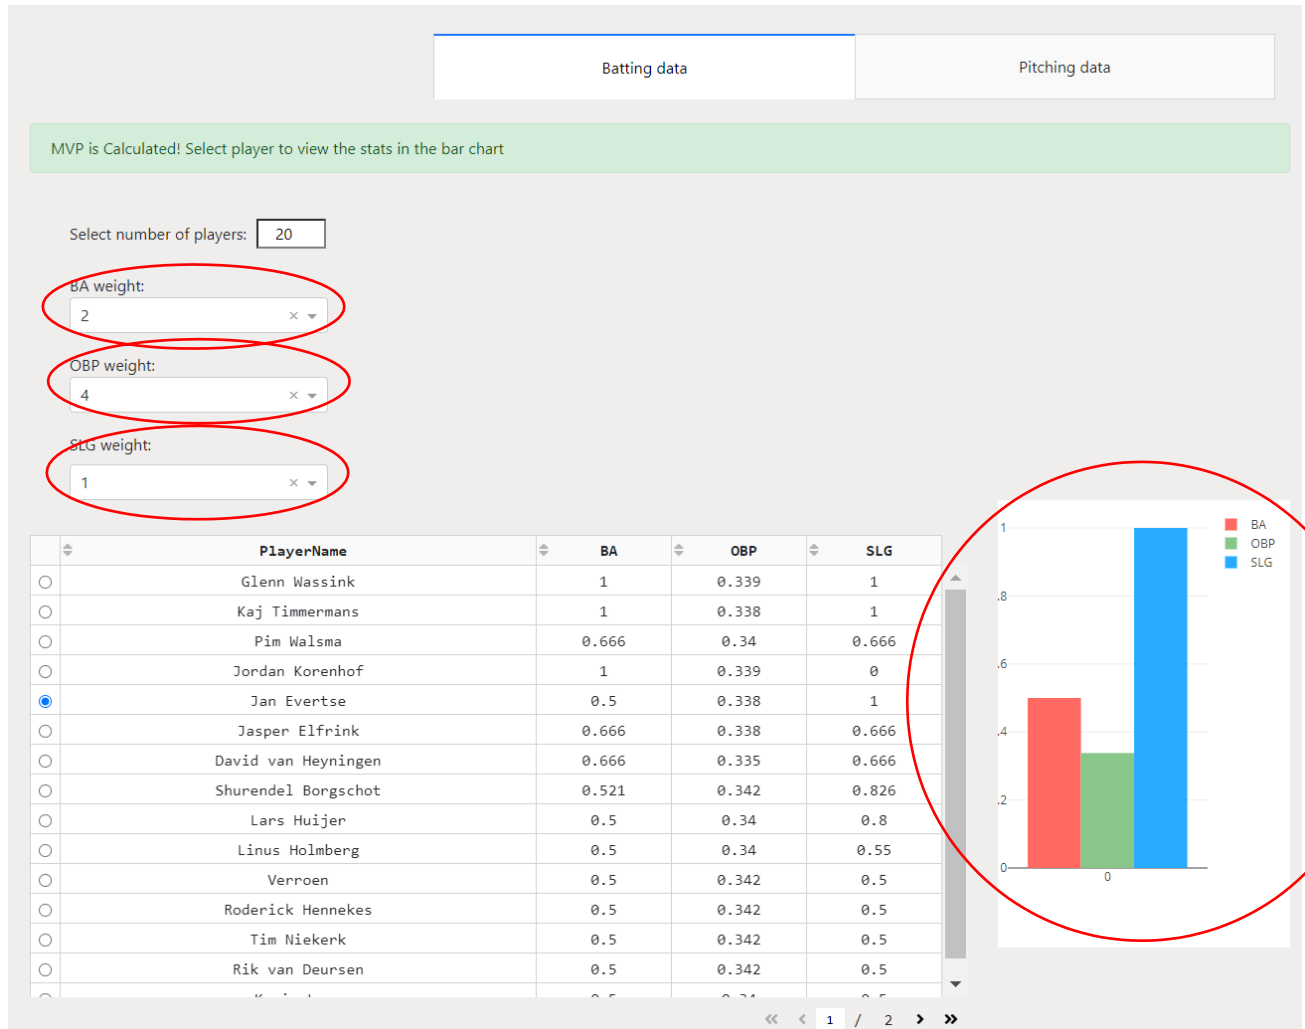 Batting data Pitching data
MVP is Calculated! Select player to view the stats in the bar chart
Select number of players: 20
BA weight:
2
OBP weight:
4
SLG weight:
1
PlayerName BA OBP SLG
Glenn Wassink 1 0.339 1
Kaj Timmermans 1 0.338 1
Pim Walsma 0.666 0.34 0.666
Jordan Korenhof 1 0.339 0
Jan Evertse 0.5 0.338 1
Jasper Elfrink 0.666 0.338 0.666
David van Heyningen 0.666 0.335 0.666
Shurendel Borgschot 0.521 0.342 0.826
Lars Huijer 0.5 0.34 0.8
Linus Holmberg 0.5 0.34 0.55
Verroen 0.5 0.342 0.5
Roderick Hennekes 0.5 0.342 0.5
Tim Niekerk 0.5 0.342 0.5
Rik van Deursen 0.5 0.342 0.5
1 / 2
BA
OBP
SLG
1
.8
.6
.4
.2
0
0